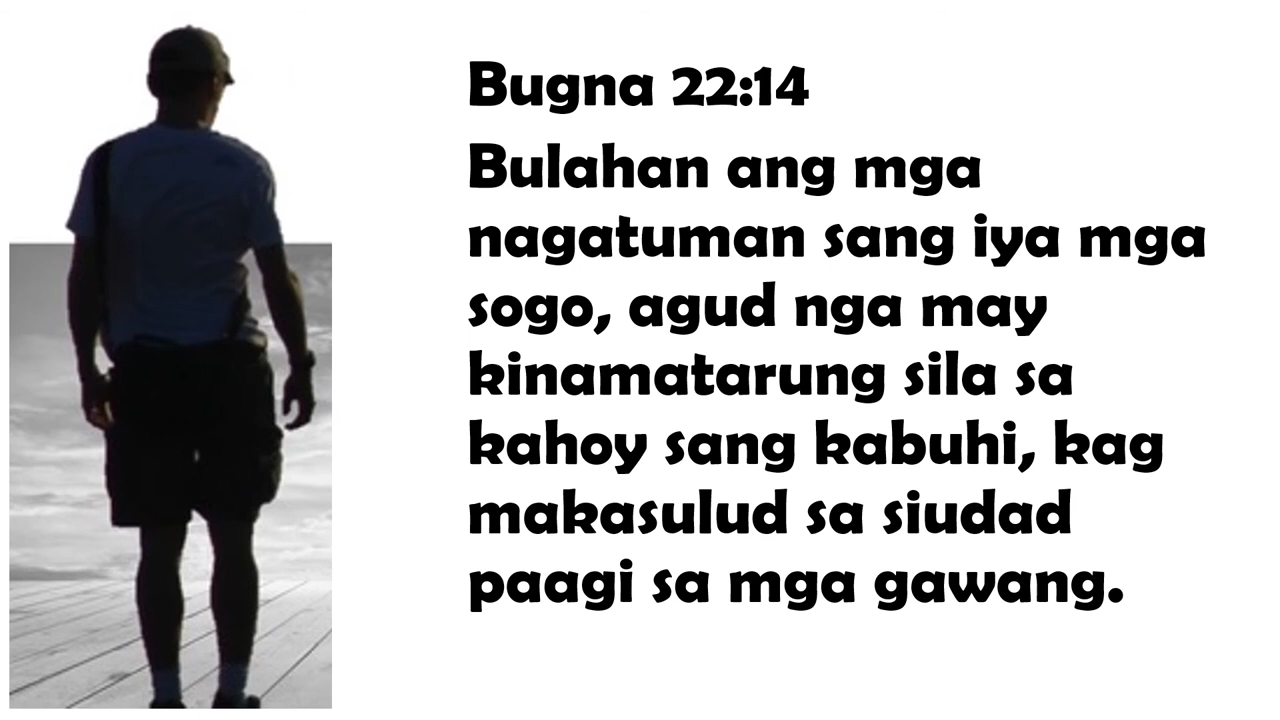 Bugna 22:14
Bulahan ang mga
nagatuman sang iya mga
sogo, agud nga may
kinamatarung sila sa
kahoy sang kabuhi, kag
makasulud sa siudad
paagi sa mga gawang.